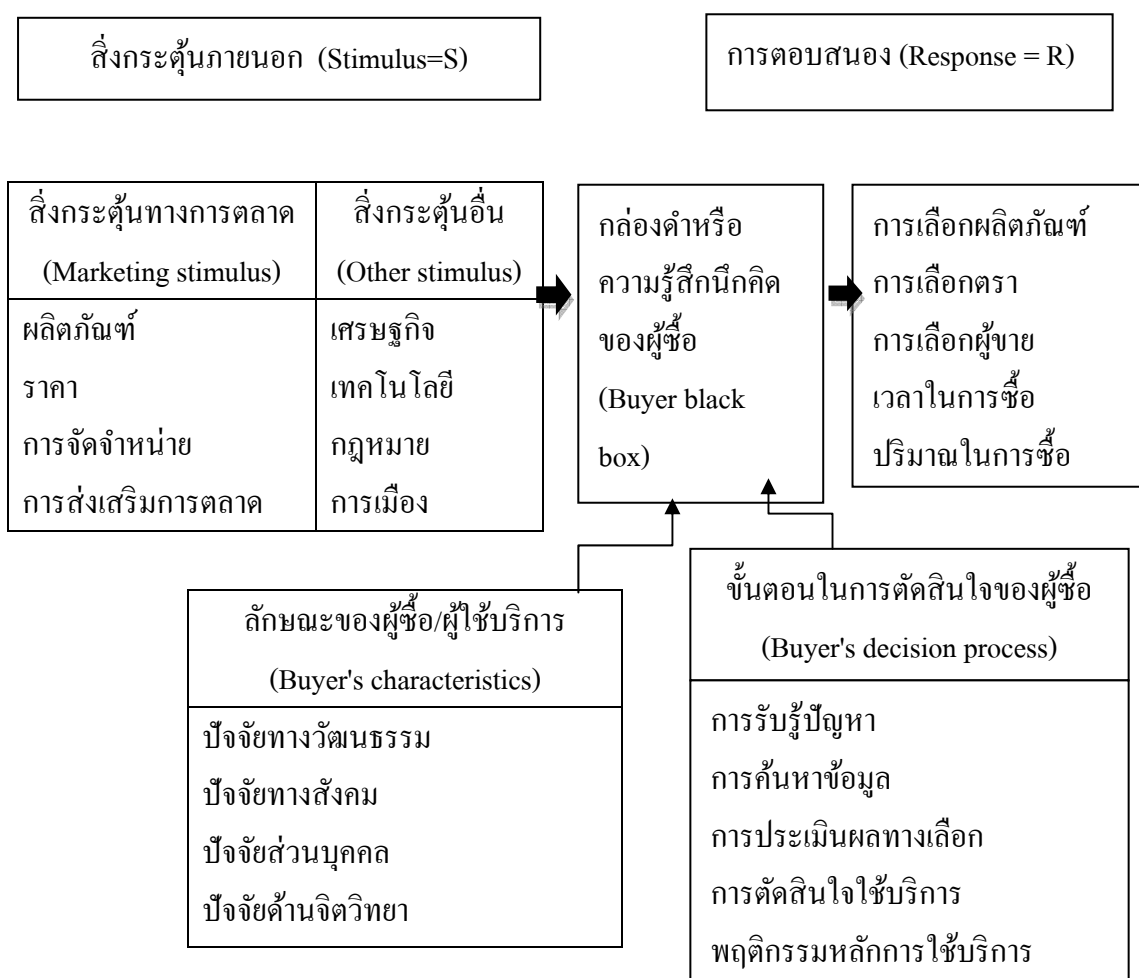 สิ่งกระตุ้นภายนอก (Stimulus=S)
การตอบสนอง (Response = R)
สิ่งกระตุ้นทางการตลาด
(Marketing stimulus)
ผลิตภัณฑ์
ราคา
การจัดจำหน่าย
การส่งเสริมการตลาด
สิ่งกระตุ้นอื่น
(Other stimulus)
เศรษฐกิจ
เทคโนโลยี
กฎหมาย
การเมือง
กล่องดำหรือ
ความรู้สึกนึกคิด
ของผู้ซื้อ
(Buyer black
box)
การเลือกผลิตภัณฑ์
การเลือกตรา
การเลือกผู้ขาย
เวลาในการซื้อ
ปริมาณในการซื้อ
ลักษณะของผู้ซื้อ/ผู้ใช้บริการ
(Buyer's characteristics)
ปัจจัยทางวัฒนธรรม
ปัจจัยทางสังคม
ปัจจัยส่วนบุคคล
ปัจจัยด้านจิตวิทยา
ขั้นตอนในการตัดสินใจของผู้ซื้อ
(Buyer's decision process)
การรับรู้ปัญหา
การค้นหาข้อมูล
การประเมินผลทางเลือก
การตัดสินใจใช้บริการ
พฤติกรรมหลักการใช้บริการ